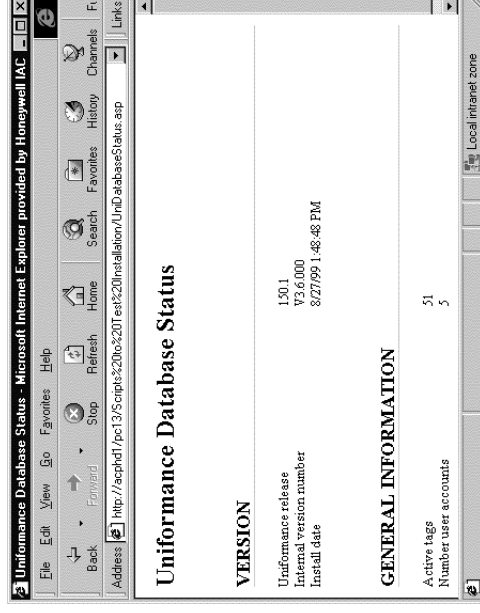 Uniformance Database Status - Microsoft Internet Explorer provided by Honeywell IAC
File Edit View Go Favorites Help
Back Forward Stop Refresh Home Search Favorites History Channels Fu
Address http://acphd1/pc13/Scripts%20to%20Test%20Installation/UniDatabaseStatus.asp Links
Uniformance Database Status
VERSION
Uniformance release 150.1
Internal version number V3.6.000
Install date 8/27/99 1:48:48 PM
GENERAL INFORMATION
Active tags 51
Number user accounts 5
Local intranet zone